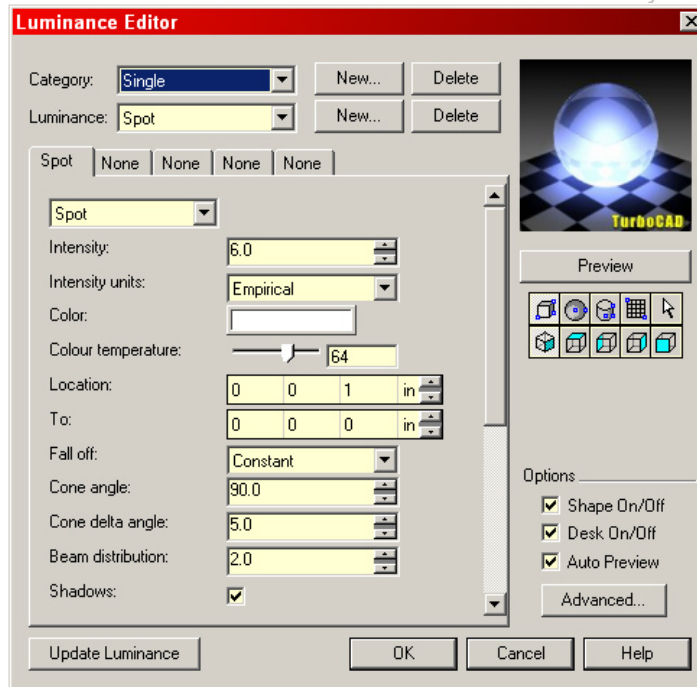 Luminance Editor
Category: Single New... Delete
Luminance: Spot New... Delete
Spot None None None None
Spot
Intensity: 6.0
Intensity units: Empirical
Color:
Colour temperature: 64
Location: 0 0 1 in
To: 0 0 0 in
Fall off: Constant
Cone angle: 90.0
Cone delta angle: 5.0
Beam distribution: 2.0
Shadows:
TurboCAD
Preview
Options
Shape On/Off
Desk On/Off
Auto Preview
Advanced...
Update Luminance OK Cancel Help